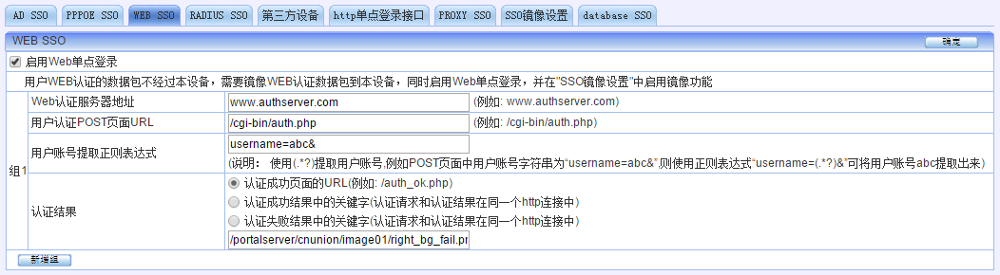 AD SSO PPPOE SSO WEB SSO RADIUS SSO 第三方设备 http单点登录接口 PROXY SSO SSO镜像设置 database SSO
WEB SSO 确定
启用Web单点登录
用户WEB认证的数据包不经过本设备，需要镜像WEB认证数据包到本设备，同时启用Web单点登录，并在"SSO镜像设置"中启用镜像功能
组1
Web认证服务器地址 www.authserver.com (例如: www.authserver.com)
用户认证POST页面URL /cgi-bin/auth.php (例如: /cgi-bin/auth.php)
用户账号提取正则表达式 username=abc&
(说明： 使用(.*?)提取用户账号,例如POST页面中用户账号字符串为“username=abc&”,则使用正则表达式“username=(.*?)&”可将用户账号abc提取出来)
认证结果
认证成功页面的URL(例如: /auth_ok.php)
认证成功结果中的关键字(认证请求和认证结果在同一个http连接中)
认证失败结果中的关键字(认证请求和认证结果在同一个http连接中)
/portalserver/cnunion/image01/right_bg_fail.pr
新增组